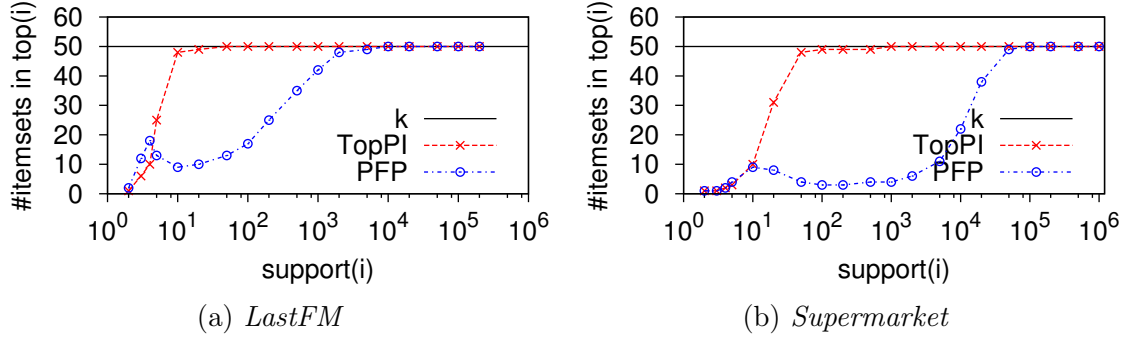 #itemsets in top(i)
60
50
40
30
20
10
0
k
TopPI
PFP
10^0 10^1 10^2 10^3 10^4 10^5 10^6
support(i)
(a) LastFM
#itemsets in top(i)
60
50
40
30
20
10
0
k
TopPI
PFP
10^0 10^1 10^2 10^3 10^4 10^5 10^6
support(i)
(b) Supermarket